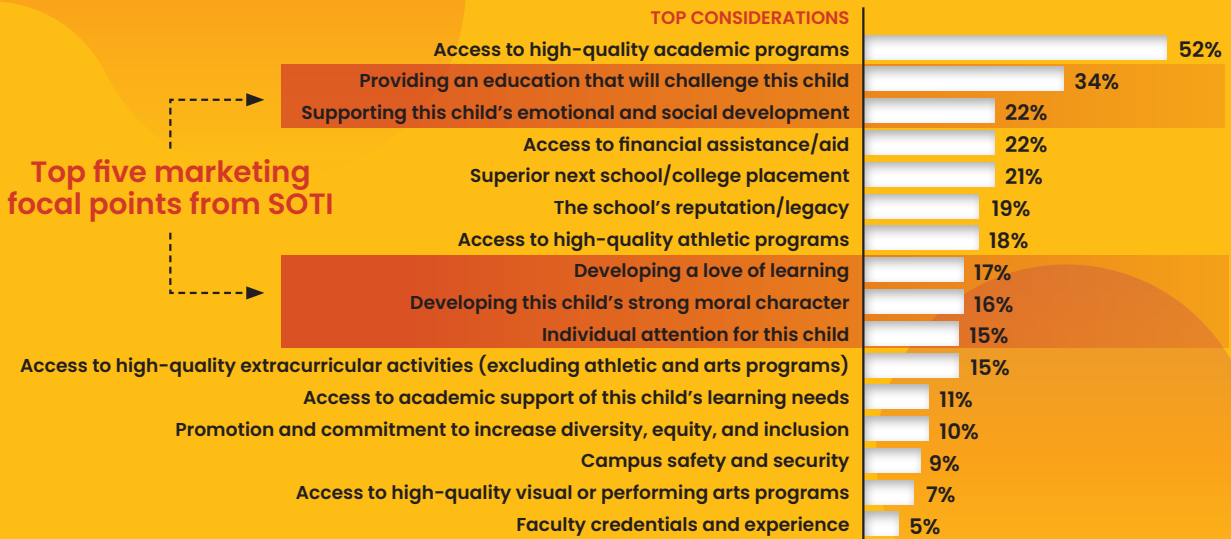 TOP CONSIDERATIONS
Access to high-quality academic programs 52%
Providing an education that will challenge this child 34%
Supporting this child's emotional and social development 22%
Access to financial assistance/aid 22%
Superior next school/college placement 21%
The school's reputation/legacy 19%
Access to high-quality athletic programs 18%
Developing a love of learning 17%
Developing this child's strong moral character 16%
Individual attention for this child 15%
Access to high-quality extracurricular activities (excluding athletic and arts programs) 15%
Access to academic support of this child's learning needs 11%
Promotion and commitment to increase diversity, equity, and inclusion 10%
Campus safety and security 9%
Access to high-quality visual or performing arts programs 7%
Faculty credentials and experience 5%
Top five marketing
focal points from SOTI